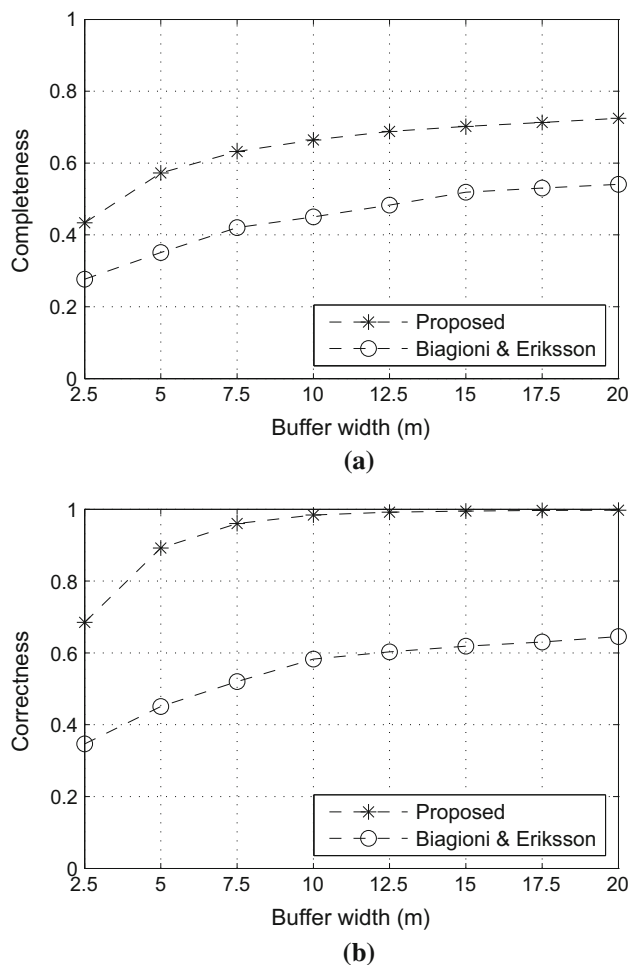 1
0.8
0.6
0.4
0.2
0
Completeness
Proposed
Biagioni & Eriksson
2.5 5 7.5 10 12.5 15 17.5 20
Buffer width (m)
(a)
1
0.8
0.6
0.4
0.2
0
Correctness
Proposed
Biagioni & Eriksson
2.5 5 7.5 10 12.5 15 17.5 20
Buffer width (m)
(b)